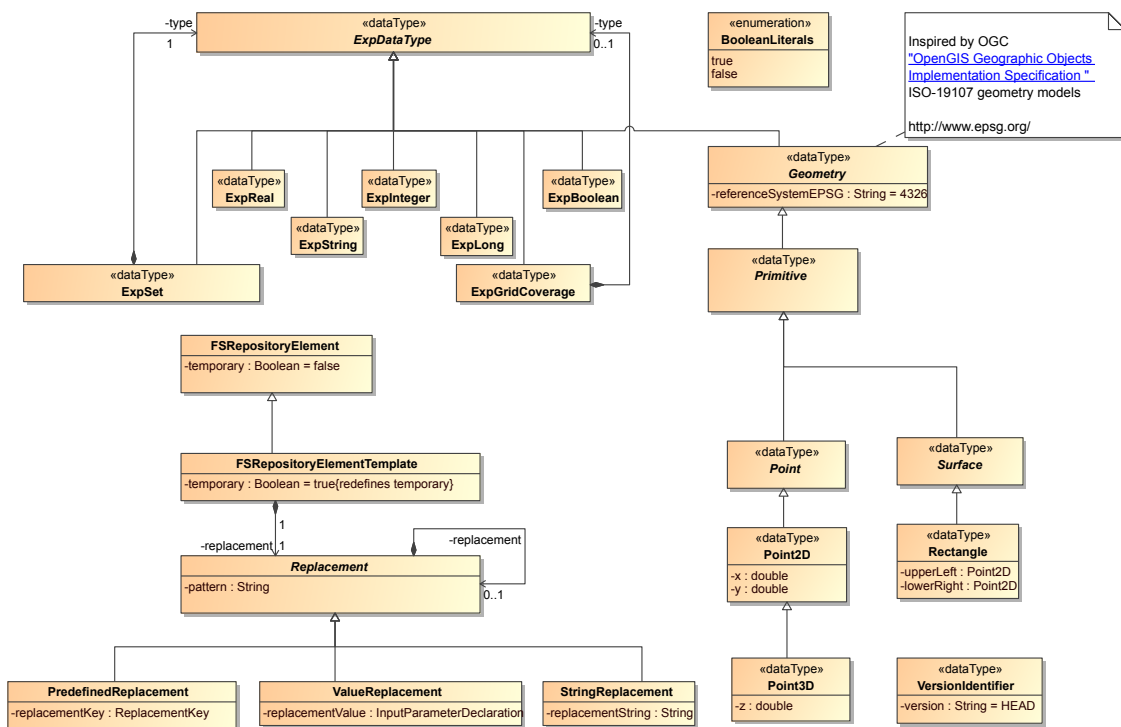 -type
1
«dataType»
ExpDataType
-type
0..1
«enumeration»
BooleanLiterals
true
false
Inspired by OGC
"OpenGIS Geographic Objects
Implementation Specification "
ISO-19107 geometry models
http://www.epsg.org/
«dataType»
Geometry
-referenceSystemEPSG : String = 4326
«dataType»
ExpReal
«dataType»
ExpInteger
«dataType»
ExpBoolean
«dataType»
ExpString
«dataType»
ExpLong
«dataType»
ExpSet
«dataType»
ExpGridCoverage
«dataType»
Primitive
FSRepositoryElement
-temporary : Boolean = false
FSRepositoryElementTemplate
-temporary : Boolean = true{redefines temporary}
1
-replacement
1
-replacement
0..1
Replacement
-pattern : String
«dataType»
Point
«dataType»
Surface
«dataType»
Point2D
-x : double
-y : double
«dataType»
Rectangle
-upperLeft : Point2D
-lowerRight : Point2D
PredefinedReplacement
-replacementKey : ReplacementKey
ValueReplacement
-replacementValue : InputParameterDeclaration
StringReplacement
-replacementString : String
«dataType»
Point3D
-z : double
«dataType»
VersionIdentifier
-version : String = HEAD